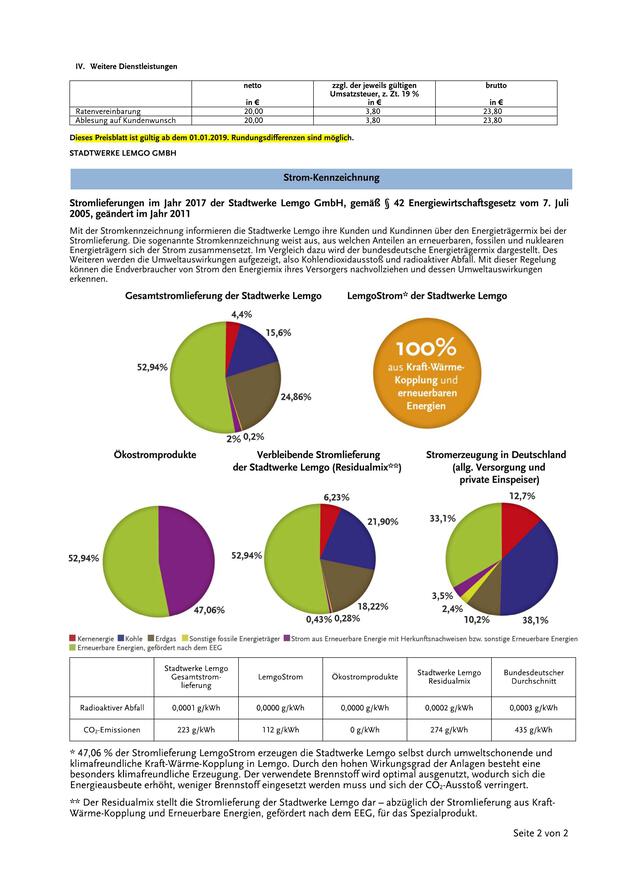 IV. Weitere Dienstleistungen
netto zzgl. der jeweils gültigen brutto
Umsatzsteuer, z. Zt. 19 %
in € in € in €
Ratenvereinbarung 20,00 3,80 23,80
Ablesung auf Kundenwunsch 20,00 3,80 23,80
Dieses Preisblatt ist gültig ab dem 01.01.2019. Rundungsdifferenzen sind möglich.
STADTWERKE LEMGO GMBH
Strom-Kennzeichnung
Stromlieferungen im Jahr 2017 der Stadtwerke Lemgo GmbH, gemäß § 42 Energiewirtschaftsgesetz vom 7. Juli
2005, geändert im Jahr 2011
Mit der Stromkennzeichnung informieren die Stadtwerke Lemgo ihre Kunden und Kundinnen über den Energieträgermix bei der
Stromlieferung. Die sogenannte Stromkennzeichnung weist aus, aus welchen Anteilen an erneuerbaren, fossilen und nuklearen
Energieträgern sich der Strom zusammensetzt. Im Vergleich dazu wird der bundesdeutsche Energieträgermix dargestellt. Des
Weiteren werden die Umweltauswirkungen aufgezeigt, also Kohlendioxidausstoß und radioaktiver Abfall. Mit dieser Regelung
können die Endverbraucher von Strom den Energiemix ihres Versorgers nachvollziehen und dessen Umweltauswirkungen
erkennen.
Gesamtstromlieferung der Stadtwerke Lemgo LemgoStrom* der Stadtwerke Lemgo
4,4%
15,6%
52,94%
24,86%
2% 0,2%
100%
aus Kraft-Wärme-
Kopplung und
erneuerbaren
Energien
Ökostromprodukte
52,94%
47,06%
Verbleibende Stromlieferung
der Stadtwerke Lemgo (Residualmix**)
6,23%
21,90%
52,94%
18,22%
0,43% 0,28%
Stromerzeugung in Deutschland
(allg. Versorgung und
private Einspeiser)
12,7%
33,1%
3,5%
2,4%
10,2% 38,1%
Kernenergie Kohle Erdgas Sonstige fossile Energieträger Strom aus Erneuerbare Energie mit Herkunftsnachweisen bzw. sonstige Erneuerbare Energien
Erneuerbare Energien, gefördert nach dem EEG
Stadtwerke Lemgo Gesamtstrom-lieferung LemgoStrom Ökostromprodukte Stadtwerke Lemgo Residualmix Bundesdeutscher Durchschnitt
Radioaktiver Abfall 0,0001 g/kWh 0,0000 g/kWh 0,0000 g/kWh 0,0002 g/kWh 0,0003 g/kWh
CO₂-Emissionen 223 g/kWh 112 g/kWh 0 g/kWh 274 g/kWh 435 g/kWh
* 47,06 % der Stromlieferung LemgoStrom erzeugen die Stadtwerke Lemgo selbst durch umweltschonende und
klimafreundliche Kraft-Wärme-Kopplung in Lemgo. Durch den hohen Wirkungsgrad der Anlagen besteht eine
besonders klimafreundliche Erzeugung. Der verwendete Brennstoff wird optimal ausgenutzt, wodurch sich die
Energieausbeute erhöht, weniger Brennstoff eingesetzt werden muss und sich der CO₂-Ausstoß verringert.
** Der Residualmix stellt die Stromlieferung der Stadtwerke Lemgo dar – abzüglich der Stromlieferung aus Kraft-
Wärme-Kopplung und Erneuerbare Energien, gefördert nach dem EEG, für das Spezialprodukt.
Seite 2 von 2